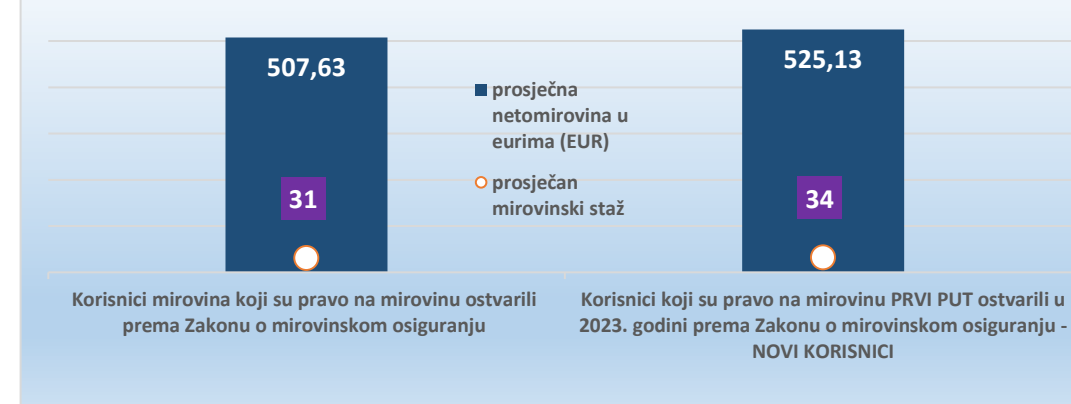 507,63
525,13
prosječna
netomirovina u
eurima (EUR)
prosječan
mirovinski staž
31
34
Korisnici mirovina koji su pravo na mirovinu ostvarili
prema Zakonu o mirovinskom osiguranju
Korisnici koji su pravo na mirovinu PRVI PUT ostvarili u
2023. godini prema Zakonu o mirovinskom osiguranju -
NOVI KORISNICI